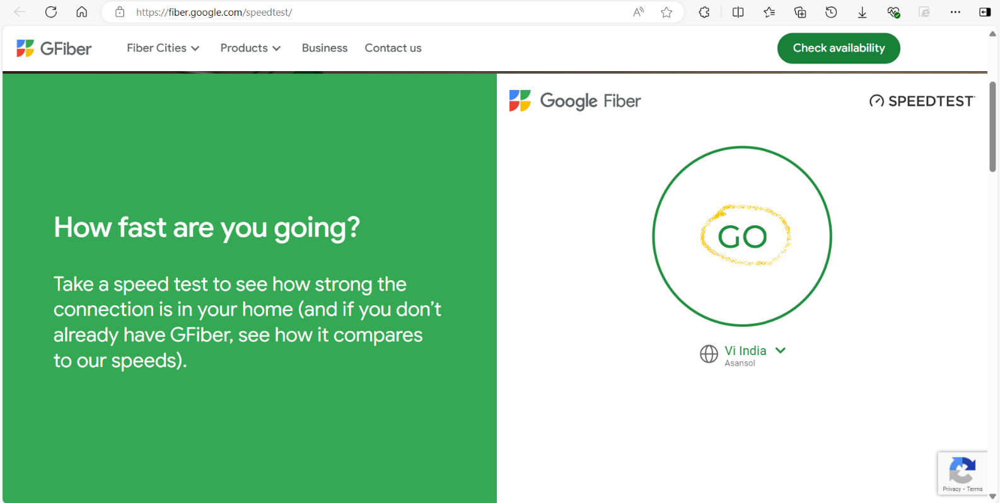 https://fiber.google.com/speedtest/
GFiber
Fiber Cities
Products
Business
Contact us
Check availability
How fast are you going?
Take a speed test to see how strong the
connection is in your home (and if you don’t
already have GFiber, see how it compares
to our speeds).
Google Fiber
SPEEDTEST
GO
Vi India
Asansol
Privacy - Terms